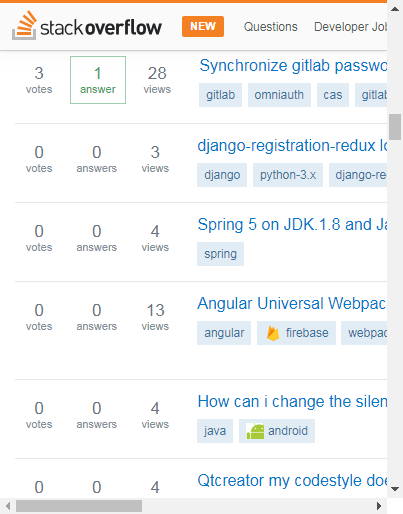 stackoverflow NEW Questions Developer Job
3 1 28 Synchronize gitlab passwo
votes answer views gitlab omniauth cas gitlab
0 0 3 django-registration-redux
votes answers views django python-3.x django-re
0 0 4 Spring 5 on JDK.1.8 and Ja
votes answers views spring
0 0 13 Angular Universal Webpac
votes answers views angular firebase webpac
0 0 4 How can i change the silen
votes answers views java android
0 0 4 Qtcreator my codestyle doe